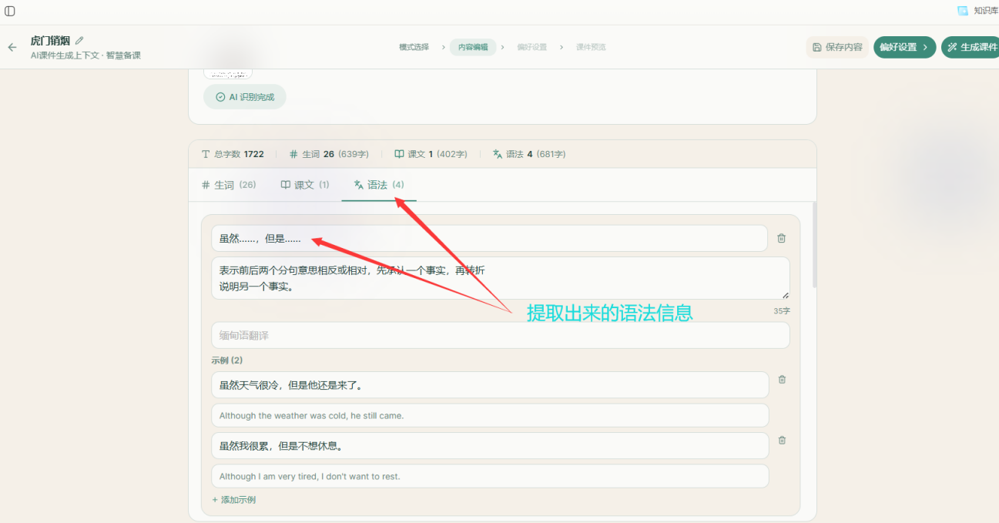 知识库
虎门销烟
AI课件生成上下文 · 智慧备课
模式选择 > 内容编辑 > 偏好设置 > 课件预览
保存内容
偏好设置 >
生成课件
AI 识别完成
总字数 1722 # 生词 26 (639字) 课文 1 (402字) 语法 4 (681字)
# 生词 (26) 课文 (1) 语法 (4)
虽然......，但是......
表示前后两个分句意思相反或相对，先承认一个事实，再转折
说明另一个事实。
提取出来的语法信息
35字
缅甸语翻译
示例 (2)
虽然天气很冷，但是他还是来了。
Although the weather was cold, he still came.
虽然我很累，但是不想休息。
Although I am very tired, I don't want to rest.
+ 添加示例